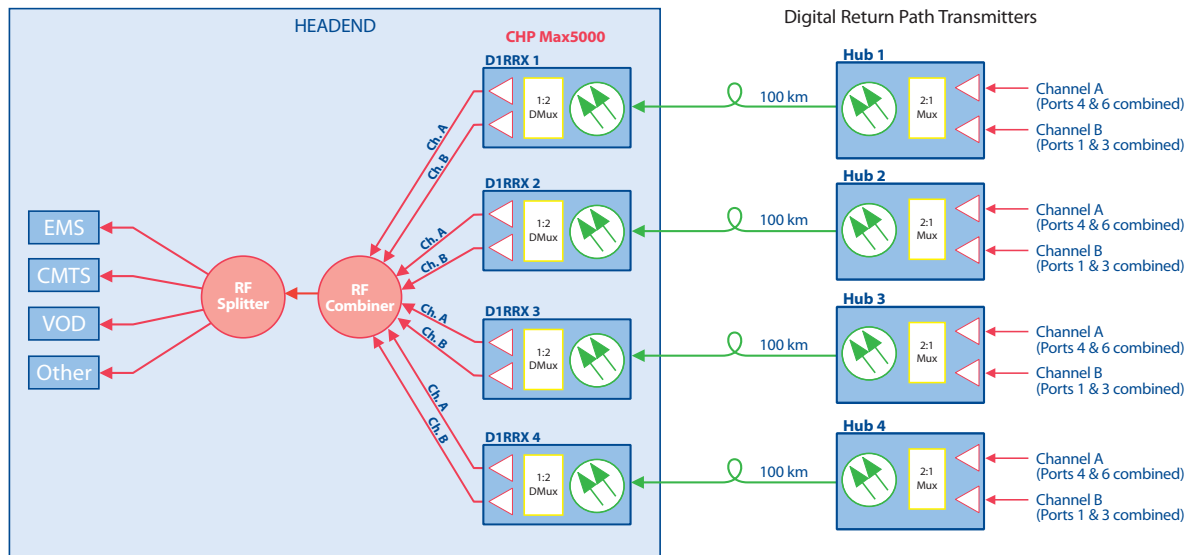 HEADEND
Digital Return Path Transmitters
CHP Max5000
D1RRX 1
1:2
DMux
Ch. A
Ch. B
100 km
Hub 1
2:1
Mux
Channel A
(Ports 4 & 6 combined)
Channel B
(Ports 1 & 3 combined)
D1RRX 2
1:2
DMux
Ch. A
Ch. B
100 km
Hub 2
2:1
Mux
Channel A
(Ports 4 & 6 combined)
Channel B
(Ports 1 & 3 combined)
EMS
CMTS
VOD
Other
RF
Splitter
RF
Combiner
D1RRX 3
1:2
DMux
Ch. A
Ch. B
100 km
Hub 3
2:1
Mux
Channel A
(Ports 4 & 6 combined)
Channel B
(Ports 1 & 3 combined)
D1RRX 4
1:2
DMux
Ch. A
Ch. B
100 km
Hub 4
2:1
Mux
Channel A
(Ports 4 & 6 combined)
Channel B
(Ports 1 & 3 combined)